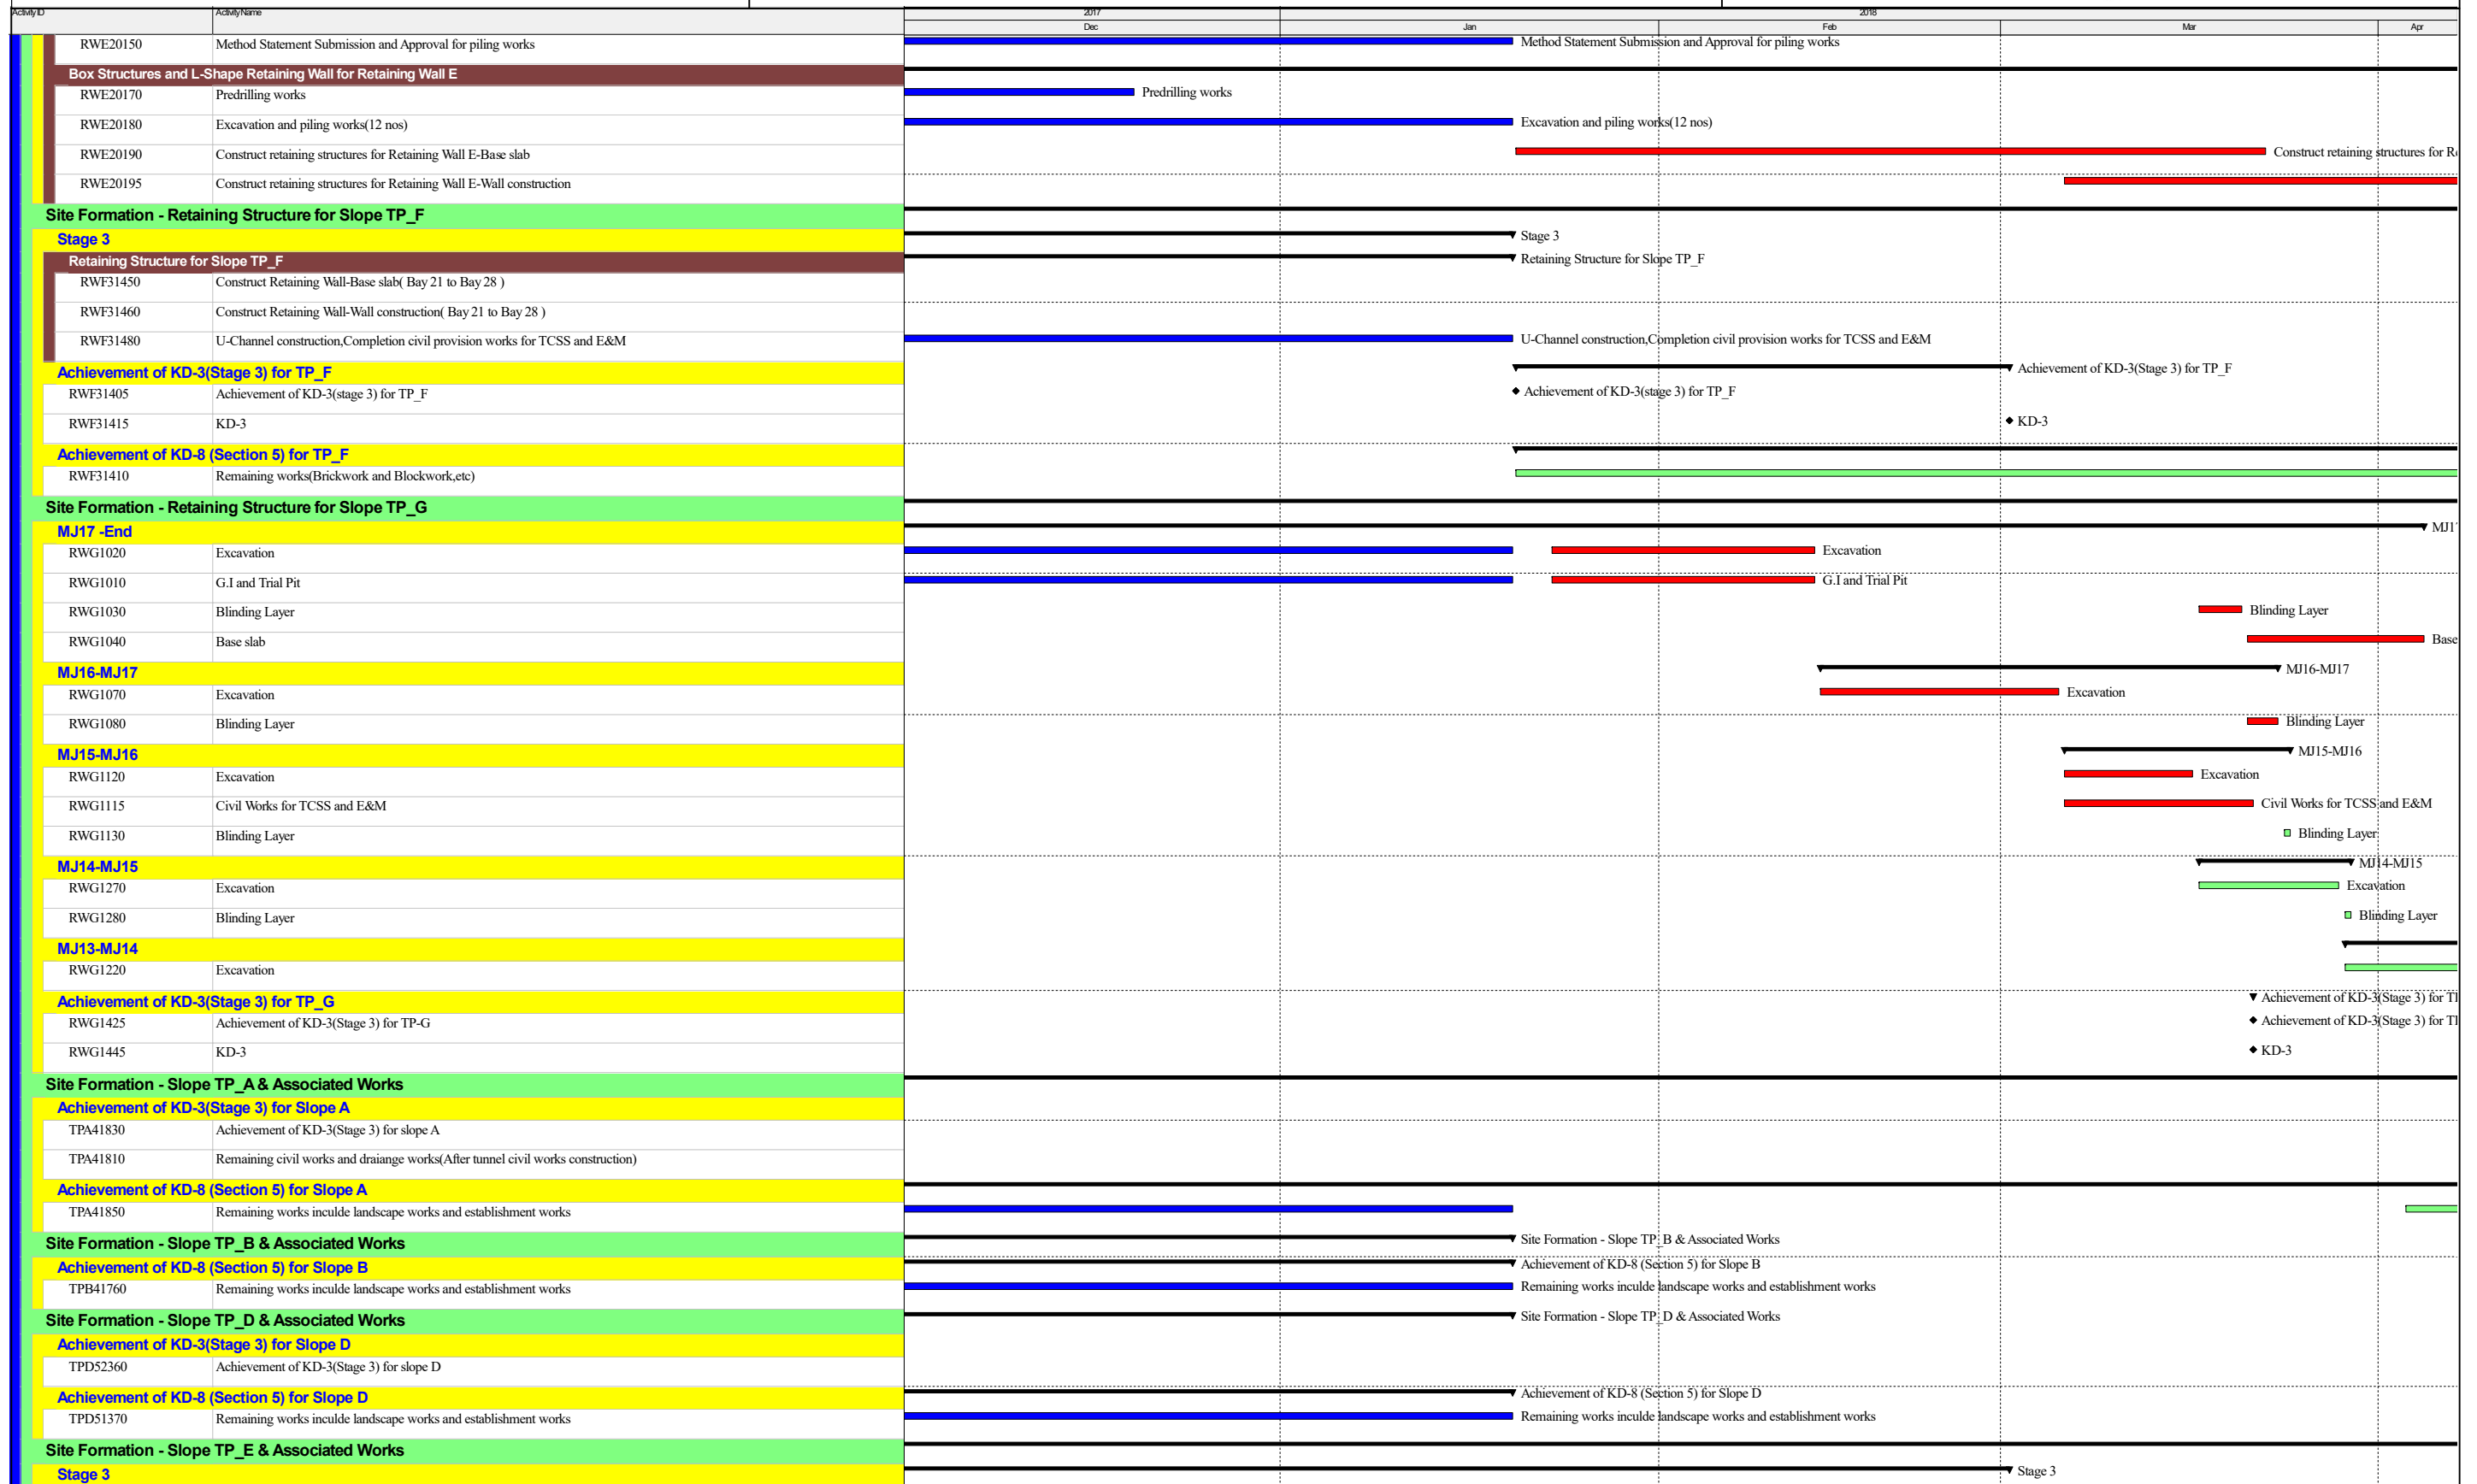 Activity ID Activity Name 2017 2018
Dec Jan Feb Mar Apr
RWE20150 Method Statement Submission and Approval for piling works Method Statement Submission and Approval for piling works
Box Structures and L-Shape Retaining Wall for Retaining Wall E
RWE20170 Predrilling works Predrilling works
RWE20180 Excavation and piling works(12 nos) Excavation and piling works(12 nos)
RWE20190 Construct retaining structures for Retaining Wall E-Base slab Construct retaining structures for Re
RWE20195 Construct retaining structures for Retaining Wall E-Wall construction
Site Formation - Retaining Structure for Slope TP_F
Stage 3 Stage 3
Retaining Structure for Slope TP_F Retaining Structure for Slope TP_F
RWF31450 Construct Retaining Wall-Base slab( Bay 21 to Bay 28 )
RWF31460 Construct Retaining Wall-Wall construction( Bay 21 to Bay 28 )
RWF31480 U-Channel construction,Completion civil provision works for TCSS and E&M U-Channel construction,Completion civil provision works for TCSS and E&M
Achievement of KD-3(Stage 3) for TP_F Achievement of KD-3(Stage 3) for TP_F
RWF31405 Achievement of KD-3(stage 3) for TP_F Achievement of KD-3(stage 3) for TP_F
RWF31415 KD-3 KD-3
Achievement of KD-8 (Section 5) for TP_F
RWF31410 Remaining works(Brickwork and Blockwork,etc)
Site Formation - Retaining Structure for Slope TP_G
MJ17 -End MJ17
RWG1020 Excavation Excavation
RWG1010 G.I and Trial Pit G.I and Trial Pit
RWG1030 Blinding Layer Blinding Layer
RWG1040 Base slab Base
MJ16-MJ17 MJ16-MJ17
RWG1070 Excavation Excavation
RWG1080 Blinding Layer Blinding Layer
MJ15-MJ16 MJ15-MJ16
RWG1120 Excavation Excavation
RWG1115 Civil Works for TCSS and E&M Civil Works for TCSS and E&M
RWG1130 Blinding Layer Blinding Layer
MJ14-MJ15 MJ14-MJ15
RWG1270 Excavation Excavation
RWG1280 Blinding Layer Blinding Layer
MJ13-MJ14
RWG1220 Excavation
Achievement of KD-3(Stage 3) for TP_G Achievement of KD-3(Stage 3) for
RWG1425 Achievement of KD-3(Stage 3) for TP-G Achievement of KD-3(Stage 3) for
RWG1445 KD-3 KD-3
Site Formation - Slope TP_A & Associated Works
Achievement of KD-3(Stage 3) for Slope A
TPA41830 Achievement of KD-3(Stage 3) for slope A
TPA41810 Remaining civil works and draiange works(After tunnel civil works construction)
Achievement of KD-8 (Section 5) for Slope A
TPA41850 Remaining works inculde landscape works and establishment works
Site Formation - Slope TP_B & Associated Works Site Formation - Slope TP_B & Associated Works
Achievement of KD-8 (Section 5) for Slope B Achievement of KD-8 (Section 5) for Slope B
TPB41760 Remaining works inculde landscape works and establishment works Remaining works inculde landscape works and establishment works
Site Formation - Slope TP_D & Associated Works Site Formation - Slope TP_D & Associated Works
Achievement of KD-3(Stage 3) for Slope D
TPD52360 Achievement of KD-3(Stage 3) for slope D
Achievement of KD-8 (Section 5) for Slope D Achievement of KD-8 (Section 5) for Slope D
TPD51370 Remaining works inculde landscape works and establishment works Remaining works inculde landscape works and establishment works
Site Formation - Slope TP_E & Associated Works
Stage 3 Stage 3